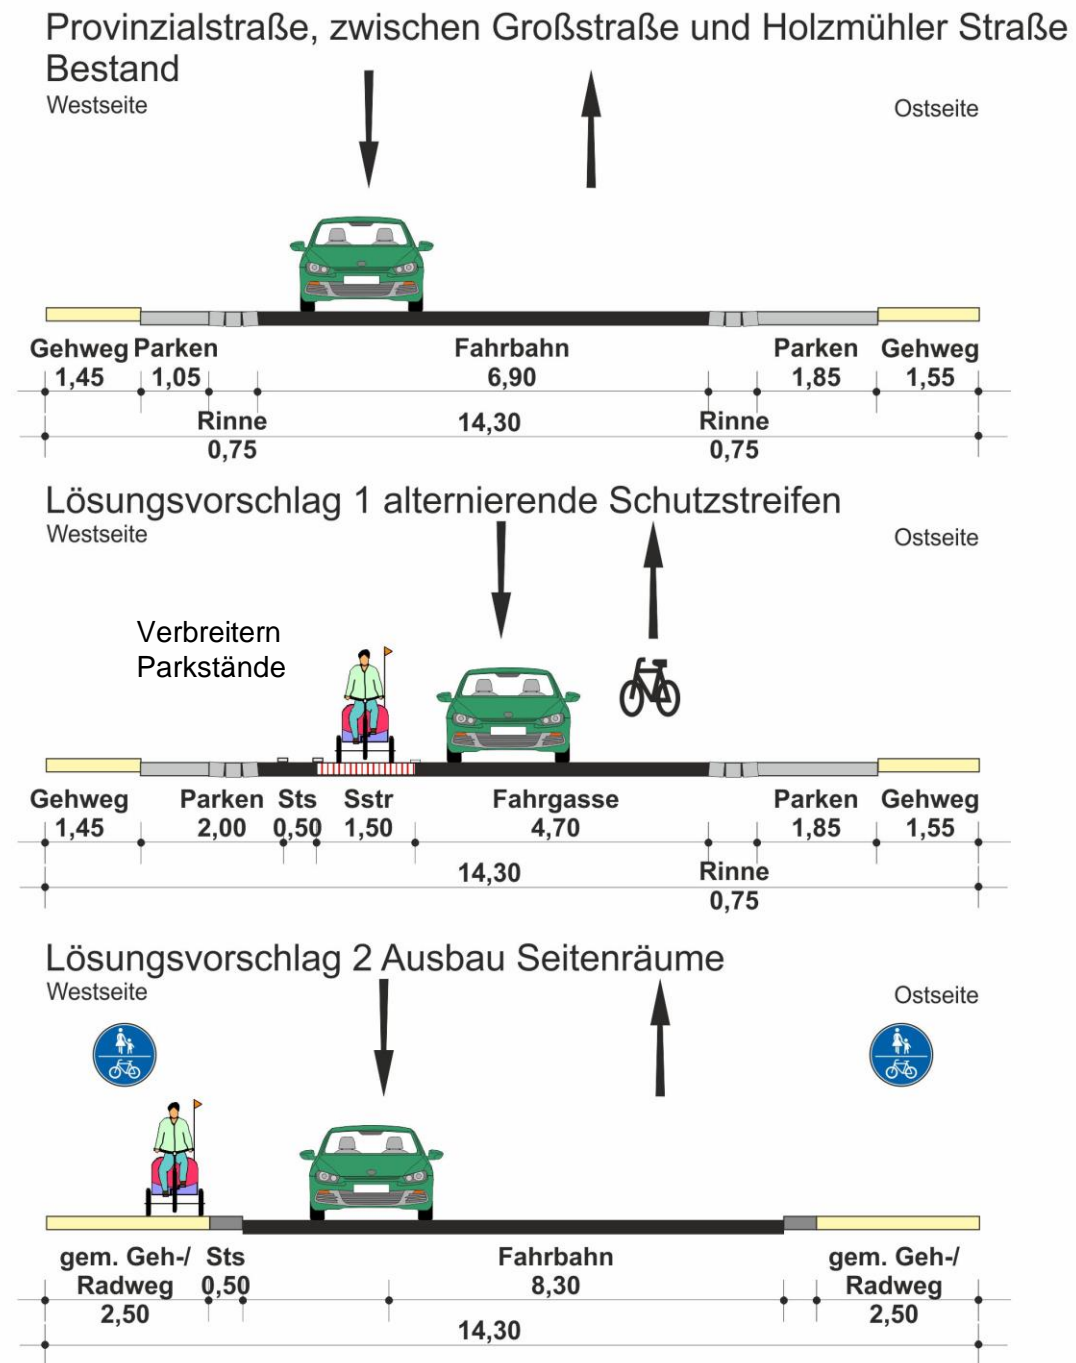 Provinzialstraße, zwischen Großstraße und Holzmühler Straße
Bestand
Westseite
Ostseite
Gehweg Parken Fahrbahn Parken Gehweg
1,45 1,05 6,90 1,85 1,55
Rinne 14,30 Rinne
0,75 0,75
Lösungsvorschlag 1 alternierende Schutzstreifen
Westseite
Ostseite
Verbreitern
Parkstände
Gehweg Parken Sts Sstr Fahrgasse Parken Gehweg
1,45 2,00 0,50 1,50 4,70 1,85 1,55
14,30 Rinne
0,75
Lösungsvorschlag 2 Ausbau Seitenräume
Westseite
Ostseite
gem. Geh-/ Sts Fahrbahn gem. Geh-/
Radweg 0,50 8,30 Radweg
2,50 2,50
14,30